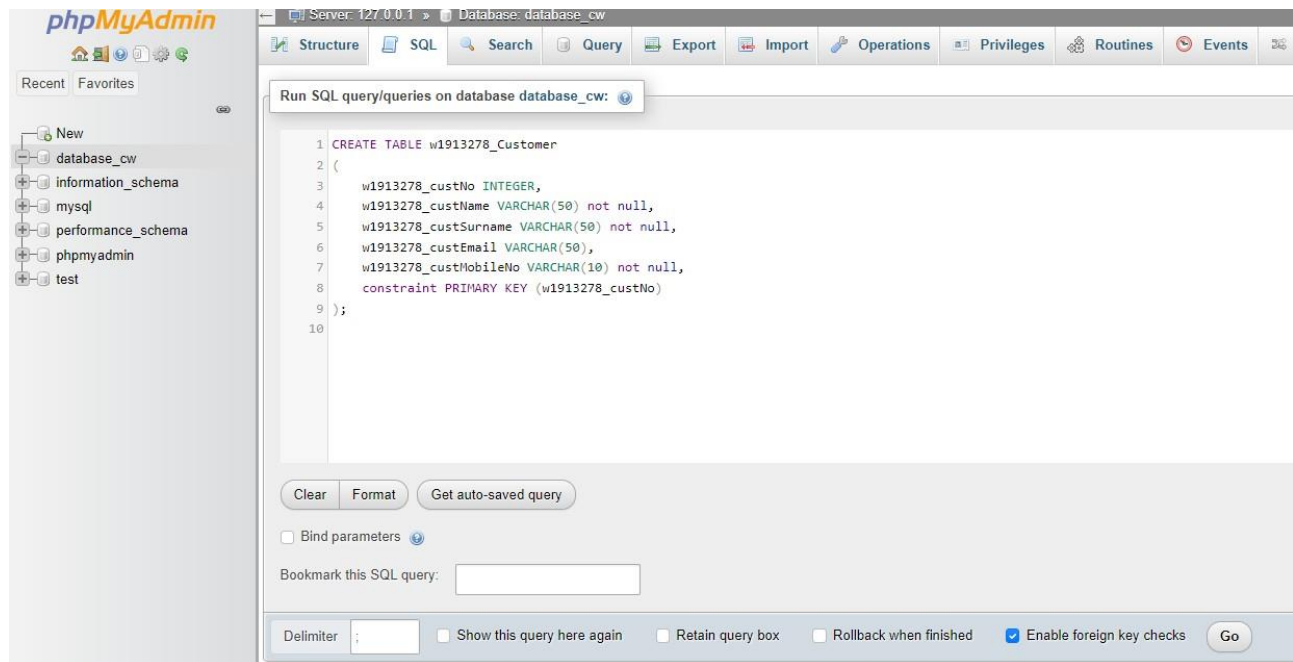 phpMyAdmin
Recent Favorites
New
database_cw
information_schema
mysql
performance_schema
phpmyadmin
test
Server: 127.0.0.1 » Database: database_cw
Structure SQL Search Query Export Import Operations Privileges Routines Events
Run SQL query/queries on database database_cw:
1 CREATE TABLE w1913278_Customer
2 (
3 w1913278_custNo INTEGER,
4 w1913278_custName VARCHAR(50) not null,
5 w1913278_custSurname VARCHAR(50) not null,
6 w1913278_custEmail VARCHAR(50),
7 w1913278_custMobileNo VARCHAR(10) not null,
8 constraint PRIMARY KEY (w1913278_custNo)
9 );
10
Clear Format Get auto-saved query
Bind parameters
Bookmark this SQL query:
Delimiter ; Show this query here again Retain query box Rollback when finished Enable foreign key checks Go